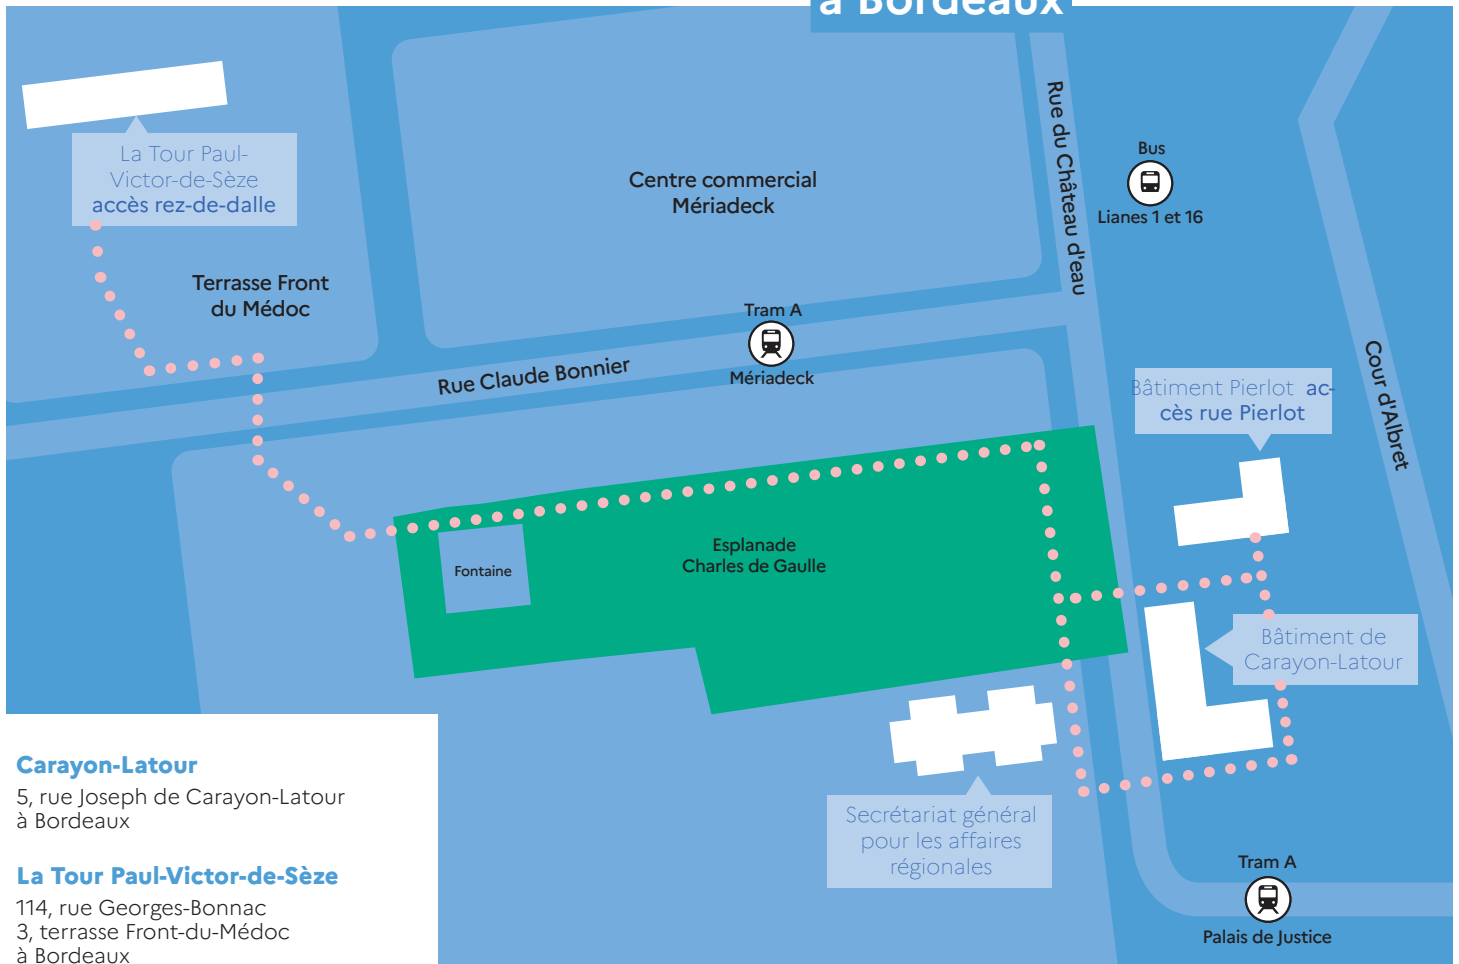 à Bordeaux
La Tour Paul-
Victor-de-Sèze
accès rez-de-dalle
Terrasse Front
du Médoc
Centre commercial
Mériadeck
Rue du Château d'eau
Bus
Lianes 1 et 16
Tram A
Mériadeck
Rue Claude Bonnier
Cour d'Albret
Bâtiment Pierlot ac-
cès rue Pierlot
Esplanade
Charles de Gaulle
Fontaine
Bâtiment de
Carayon-Latour
Secrétariat général
pour les affaires
régionales
Tram A
Palais de Justice
Carayon-Latour
5, rue Joseph de Carayon-Latour
à Bordeaux
La Tour Paul-Victor-de-Sèze
114, rue Georges-Bonnac
3, terrasse Front-du-Médoc
à Bordeaux